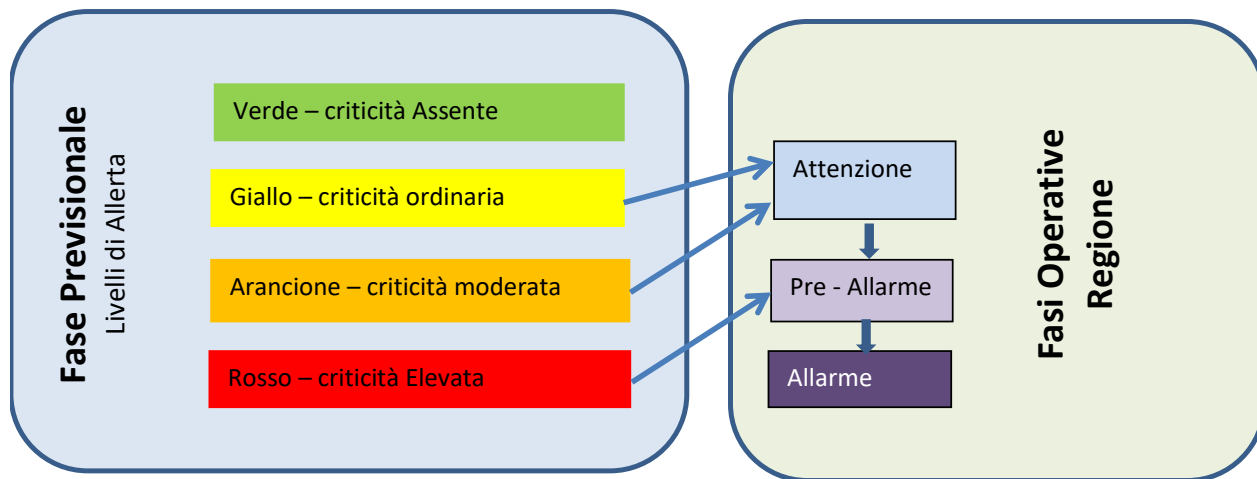 Fase Previsionale
Livelli di Allerta
Verde – criticità Assente
Giallo – criticità ordinaria
Arancione – criticità moderata
Rosso – criticità Elevata
Attenzione
Pre - Allarme
Allarme
Fasi Operative
Regione